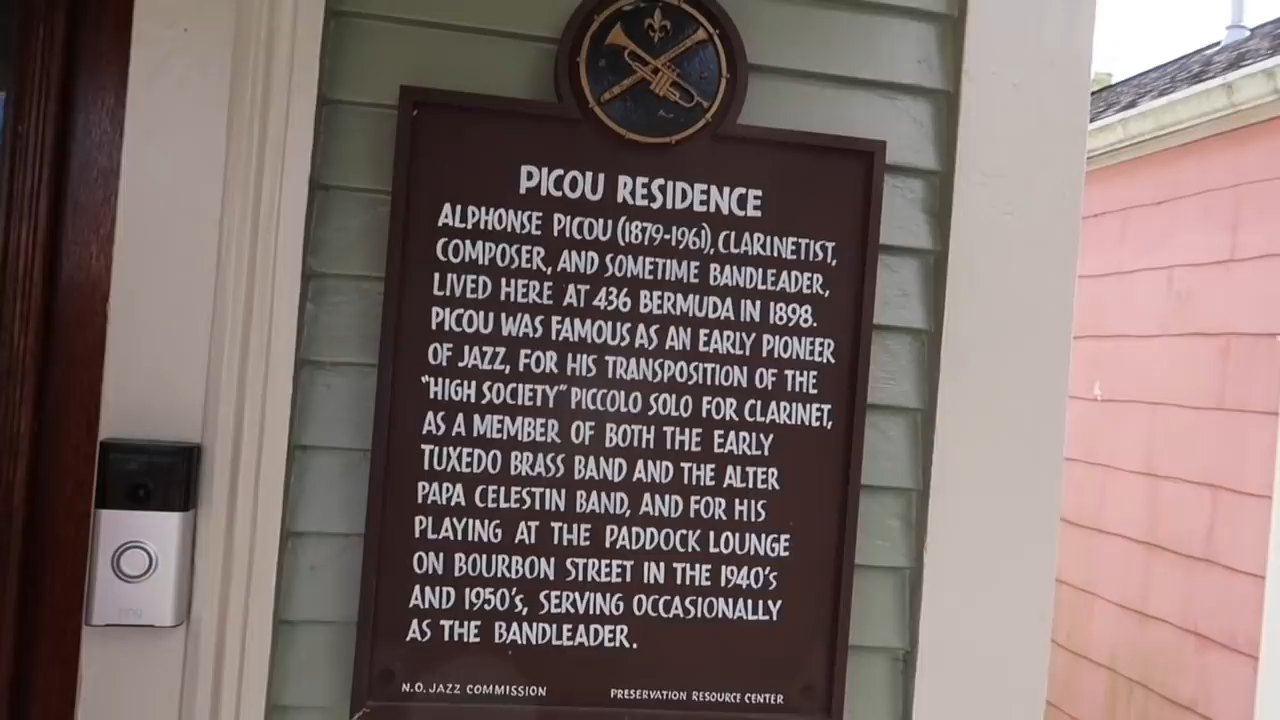 PICOU RESIDENCE
ALPHONSE PICOU (1879-1961), CLARINETIST,
COMPOSER, AND SOMETIME BANDLEADER,
LIVED HERE AT 436 BERMUDA IN 1898.
PICOU WAS FAMOUS AS AN EARLY PIONEER
OF JAZZ, FOR HIS TRANSPOSITION OF THE
"HIGH SOCIETY" PICCOLO SOLO FOR CLARINET,
AS A MEMBER OF BOTH THE EARLY
TUXEDO BRASS BAND AND THE ALTER
PAPA CELESTIN BAND, AND FOR HIS
PLAYING AT THE PADDOCK LOUNGE
ON BOURBON STREET IN THE 1940's
AND 1950's, SERVING OCCASIONALLY
AS THE BANDLEADER.
N.O. JAZZ COMMISSION
PRESERVATION RESOURCE CENTER
ring